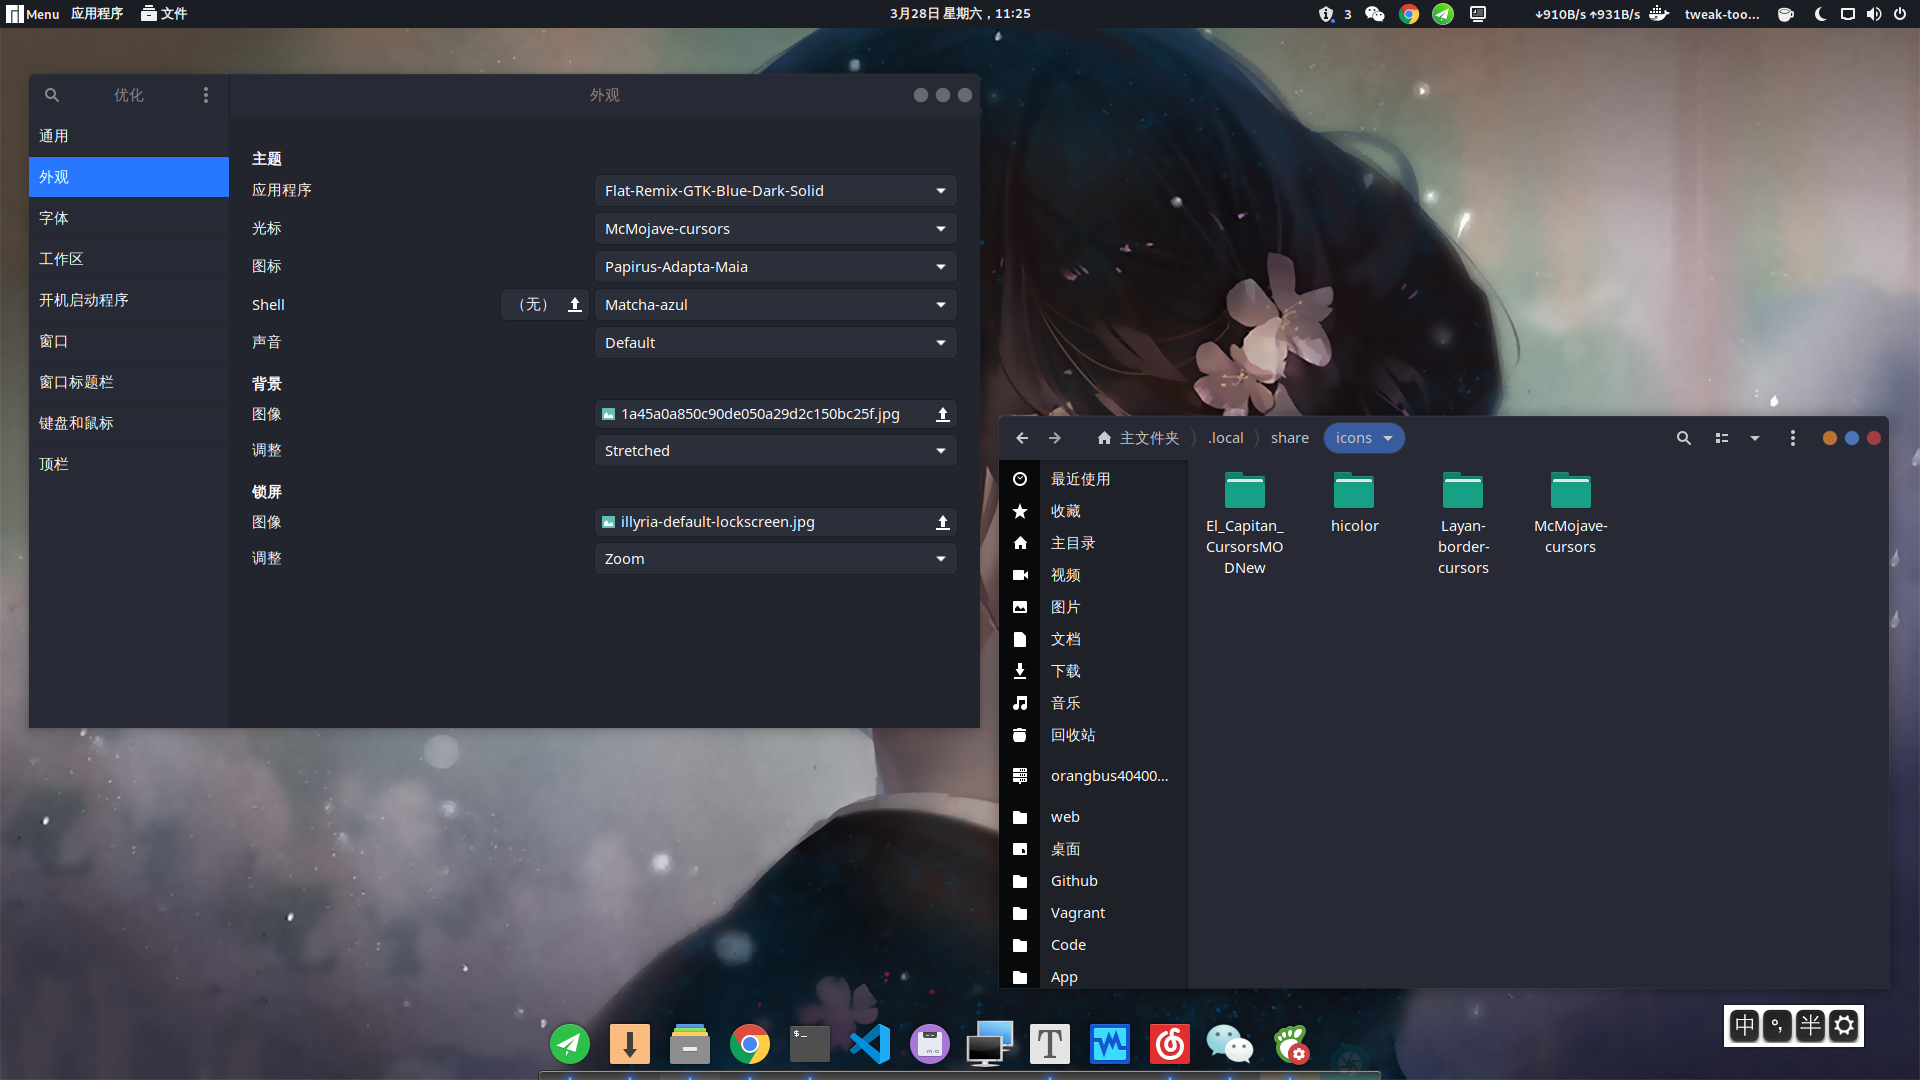 Menu 应用程序 文件 3月28日 星期六，11:25 3 ↓910B/s ↑931B/s tweak-too...
优化 外观
通用
外观
字体
工作区
开机启动程序
窗口
窗口标题栏
键盘和鼠标
顶栏
主题
应用程序 Flat-Remix-GTK-Blue-Dark-Solid
光标 McMojave-cursors
图标 Papirus-Adapta-Maia
Shell （无） Matcha-azul
声音 Default
背景
图像 1a45a0a850c90de050a29d2c150bc25f.jpg
调整 Stretched
锁屏
图像 illyria-default-lockscreen.jpg
调整 Zoom
主文件夹 .local share icons
最近使用
收藏
主目录
视频
图片
文档
下载
音乐
回收站
orangbus40400...
web
桌面
Github
Vagrant
Code
App
El_Capitan_
CursorsMO
DNew
hicolor
Layan-
border-
cursors
McMojave-
cursors
$_
T
中 °, 半